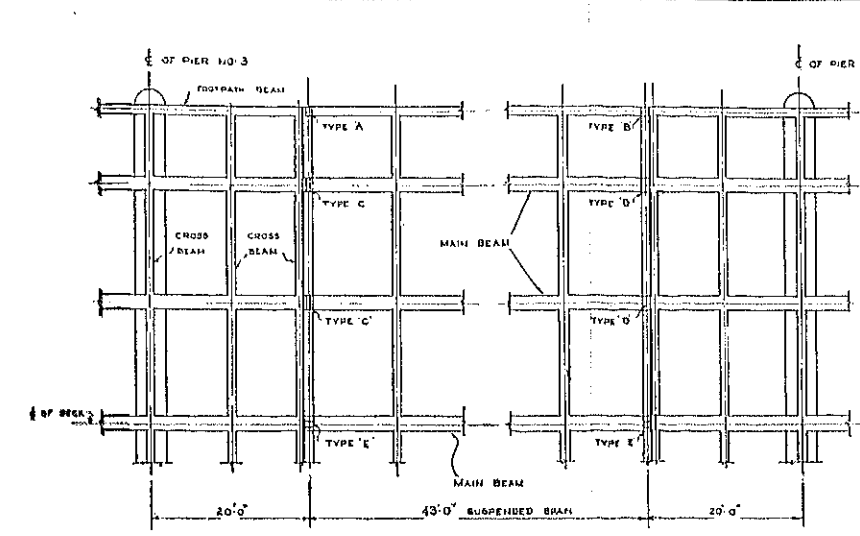 ℄ OF PIER NO 3
℄ OF PIER
FOOTPATH BEAM
TYPE 'A'
TYPE 'B'
TYPE C
TYPE 'D'
CROSS
BEAM
CROSS
BEAM
MAIN BEAM
TYPE 'C'
TYPE 'D'
℄ OF DECK
TYPE 'E'
TYPE E'
MAIN BEAM
20'-0"
43'-0" SUSPENDED SPAN
20'-0"